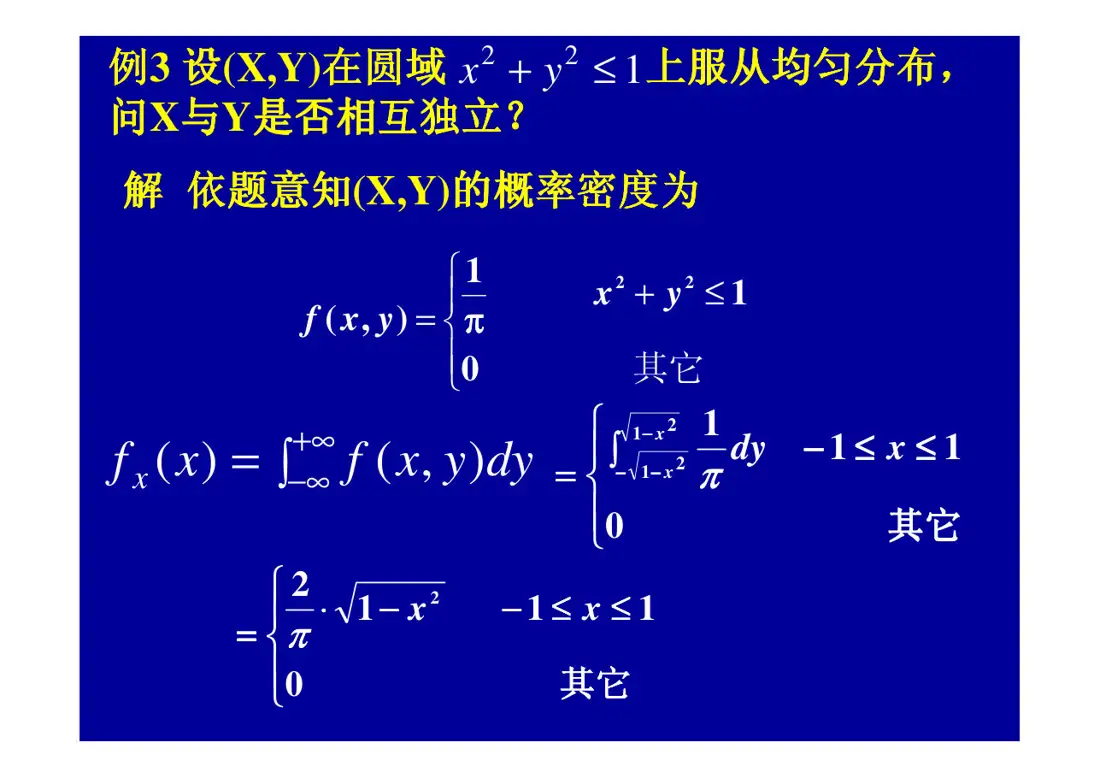 例3 设(X,Y)在圆域 x² + y² ≤ 1上服从均匀分布，
问X与Y是否相互独立？
解 依题意知(X,Y)的概率密度为
f(x,y) = { 1/π x² + y² ≤ 1
0 其它
fₓ(x) = ∫₋∞^{+∞} f(x,y)dy = { ∫_{-√(1-x²)}^{√(1-x²)} 1/π dy −1 ≤ x ≤ 1
0 其它
= { 2/π · √(1−x²) −1 ≤ x ≤ 1
0 其它